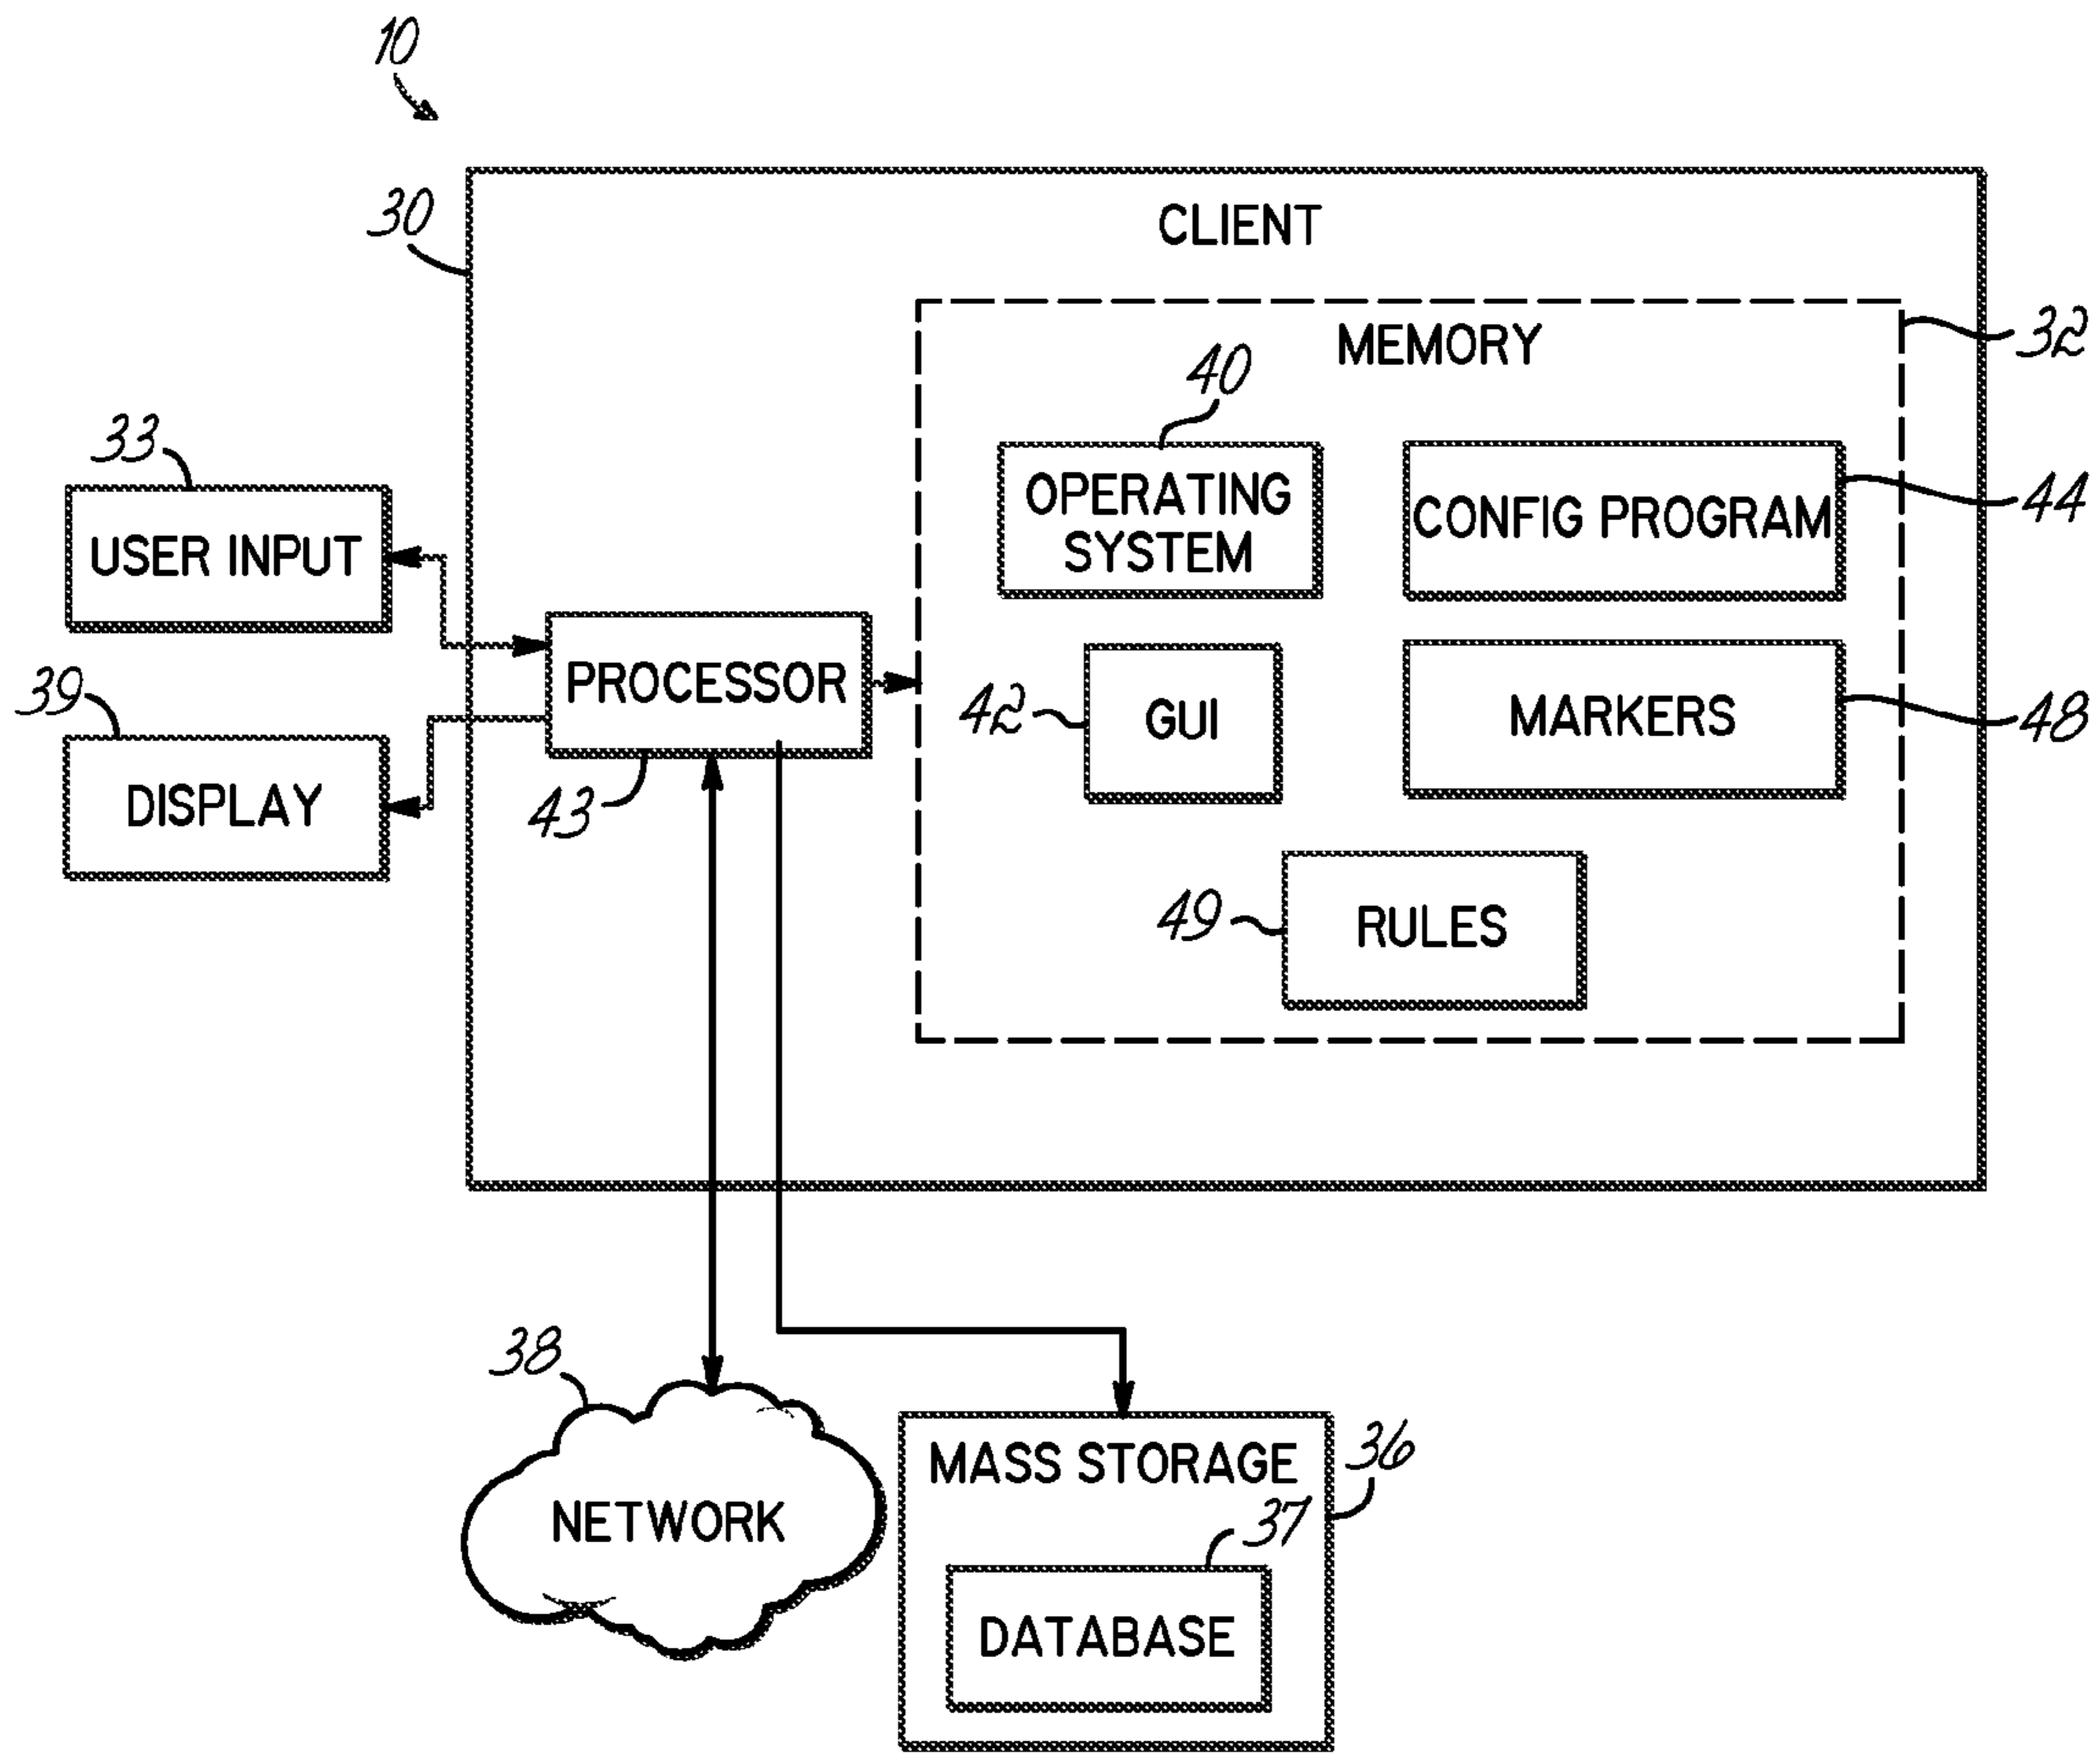 10
30
CLIENT
MEMORY
32
40
OPERATING
SYSTEM
CONFIG PROGRAM
44
33
USER INPUT
PROCESSOR
43
42
GUI
MARKERS
48
39
DISPLAY
49
RULES
38
NETWORK
MASS STORAGE
36
37
DATABASE